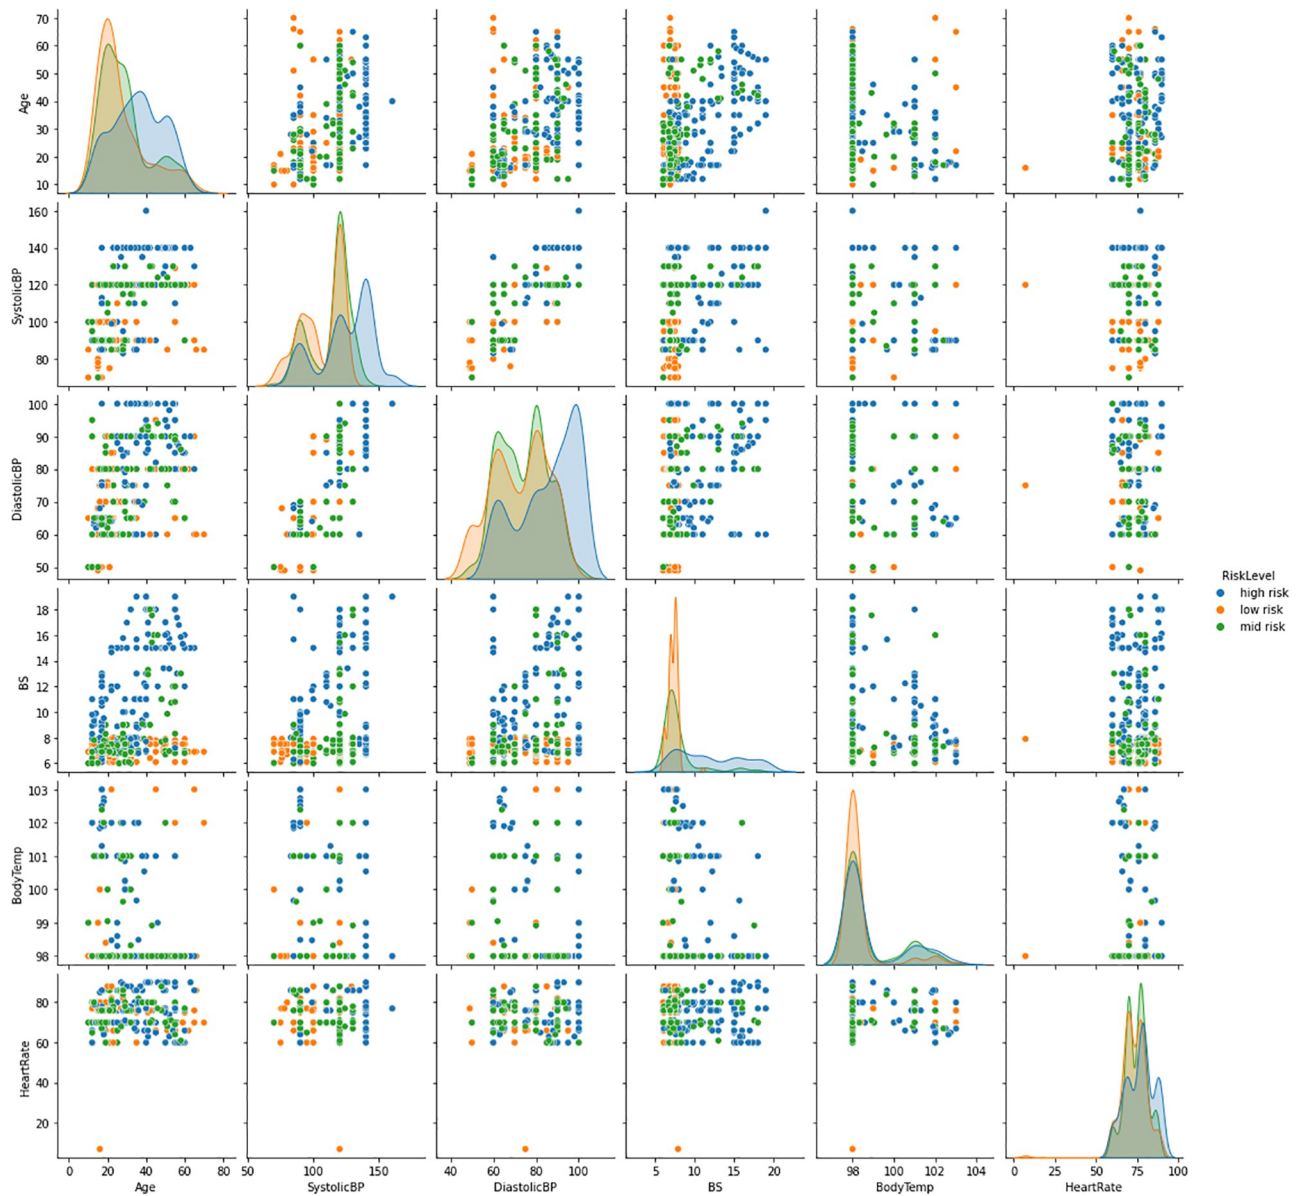 70
60
50
40
30
20
10
Age
160
140
120
100
80
SystolicBP
100
90
80
70
60
50
DiastolicBP
18
16
14
12
10
8
6
BS
103
102
101
100
99
98
BodyTemp
80
60
40
20
HeartRate
0 20 40 60 80
Age
50 100 150
SystolicBP
40 60 80 100
DiastolicBP
5 10 15 20
BS
98 100 102 104
BodyTemp
0 25 50 75 100
HeartRate
RiskLevel
high risk
low risk
mid risk